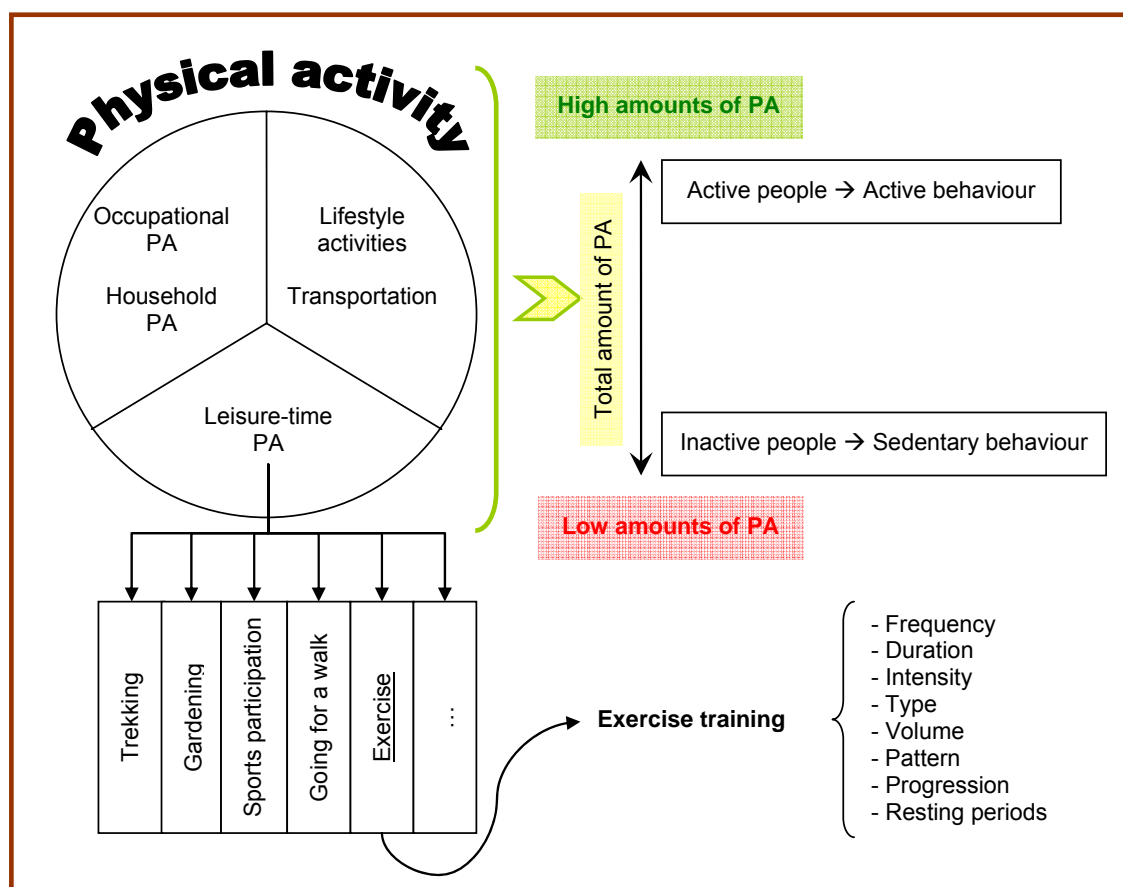 Physical activity
Occupational
PA
Household
PA
Lifestyle
activities
Transportation
Leisure-time
PA
High amounts of PA
Total amount of PA
Active people → Active behaviour
Inactive people → Sedentary behaviour
Low amounts of PA
Trekking
Gardening
Sports participation
Going for a walk
Exercise
…
Exercise training
- Frequency
- Duration
- Intensity
- Type
- Volume
- Pattern
- Progression
- Resting periods